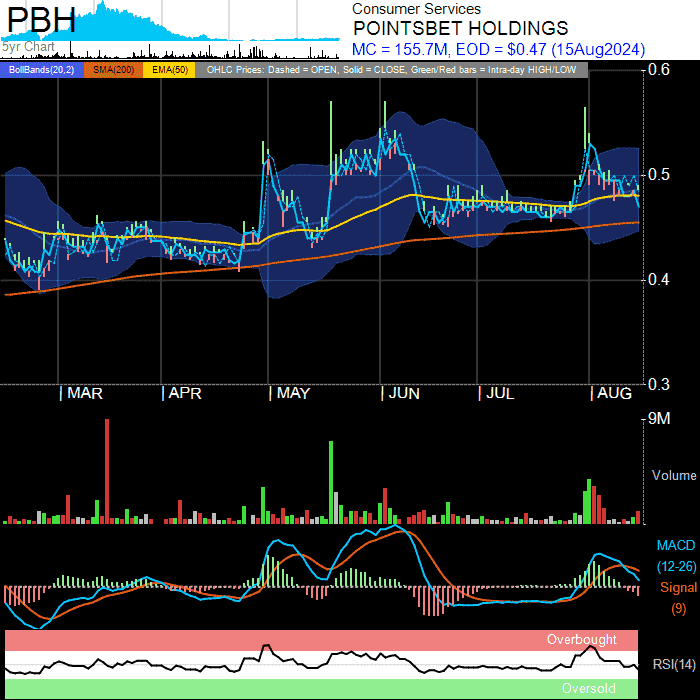 PBH
Consumer Services
POINTSBET HOLDINGS
MC = 155.7M, EOD = $0.47 (15Aug2024)
5yr Chart
BollBands(20,2) SMA(200) EMA(50) OHLC Prices: Dashed = OPEN, Solid = CLOSE, Green/Red bars = Intra-day HIGH/LOW
0.6
0.5
0.4
0.3
MAR APR MAY JUN JUL AUG
9M
Volume
MACD
(12-26)
Signal
(9)
Overbought
RSI(14)
Oversold